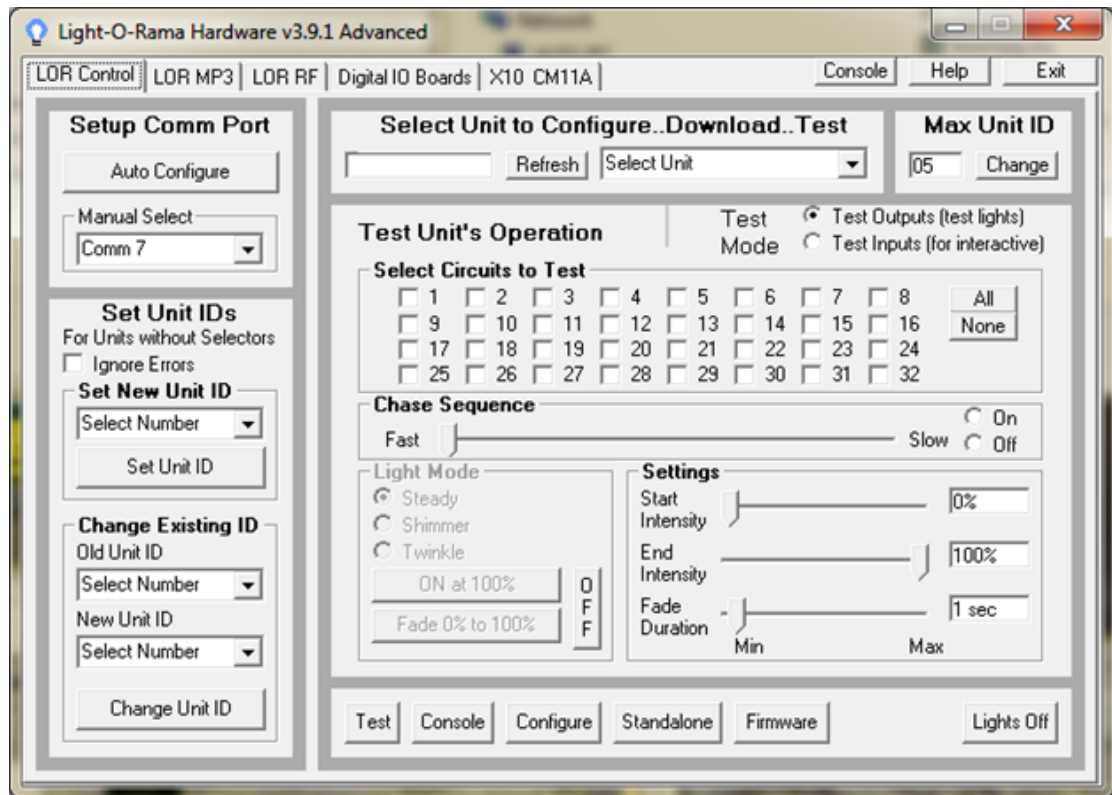 Light-O-Rama Hardware v3.9.1 Advanced
LOR Control LOR MP3 LOR RF Digital IO Boards X10 CM11A Console Help Exit
Setup Comm Port
Auto Configure
Manual Select
Comm 7
Set Unit IDs
For Units without Selectors
Ignore Errors
Set New Unit ID
Select Number
Set Unit ID
Change Existing ID
Old Unit ID
Select Number
New Unit ID
Select Number
Change Unit ID
Select Unit to Configure..Download..Test
Refresh Select Unit
Max Unit ID
05 Change
Test Unit's Operation
Test Mode
Test Outputs (test lights)
Test Inputs (for interactive)
Select Circuits to Test
1 2 3 4 5 6 7 8 All
9 10 11 12 13 14 15 16 None
17 18 19 20 21 22 23 24
25 26 27 28 29 30 31 32
Chase Sequence
Fast Slow
On
Off
Light Mode
Steady
Shimmer
Twinkle
ON at 100%
Fade 0% to 100%
OFF
Settings
Start Intensity 0%
End Intensity 100%
Fade Duration 1 sec
Min Max
Test Console Configure Standalone Firmware Lights Off